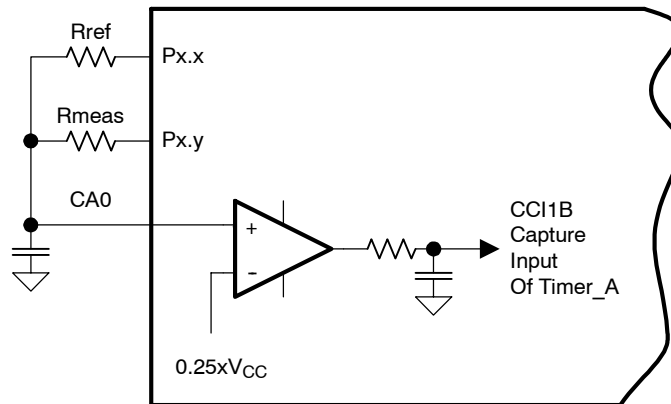 Rref
Px.x
Rmeas
Px.y
CA0
+
−
CCI1B
Capture
Input
Of Timer_A
0.25xVCC